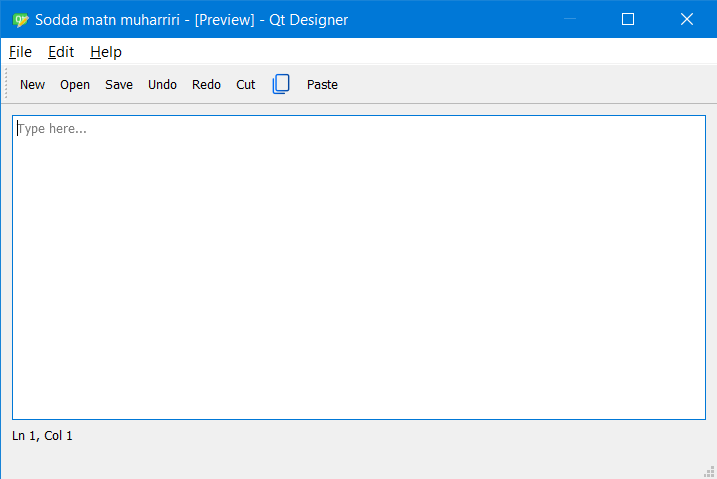 Sodda matn muharriri - [Preview] - Qt Designer
File Edit Help
New Open Save Undo Redo Cut Paste
Type here...
Ln 1, Col 1